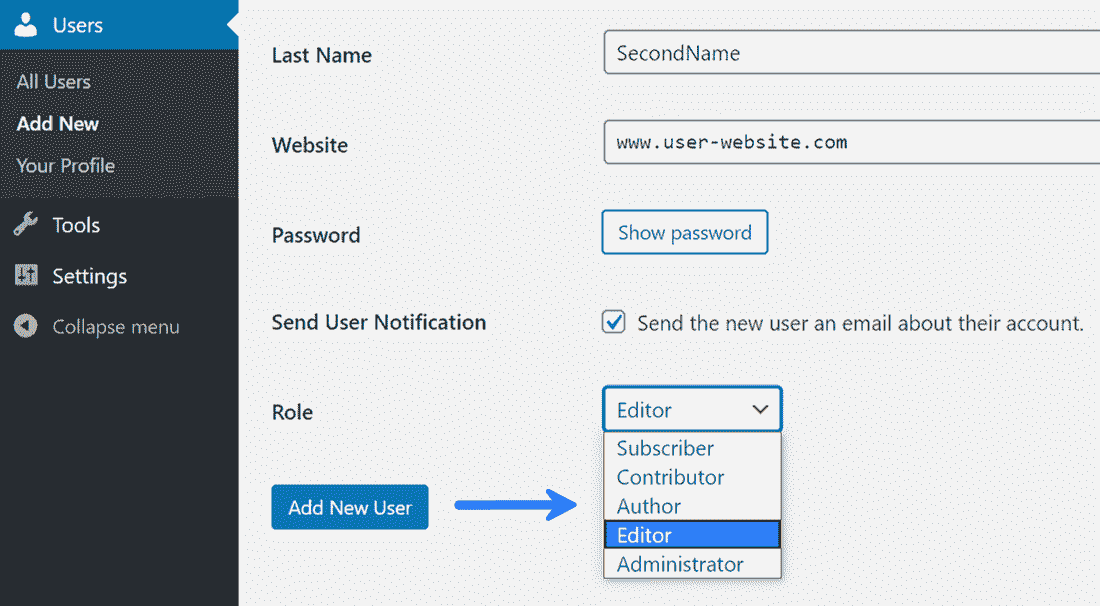 Users
All Users
Add New
Your Profile
Tools
Settings
Collapse menu
Last Name
SecondName
Website
www.user-website.com
Password
Show password
Send User Notification
Send the new user an email about their account.
Role
Editor
Subscriber
Contributor
Author
Editor
Administrator
Add New User